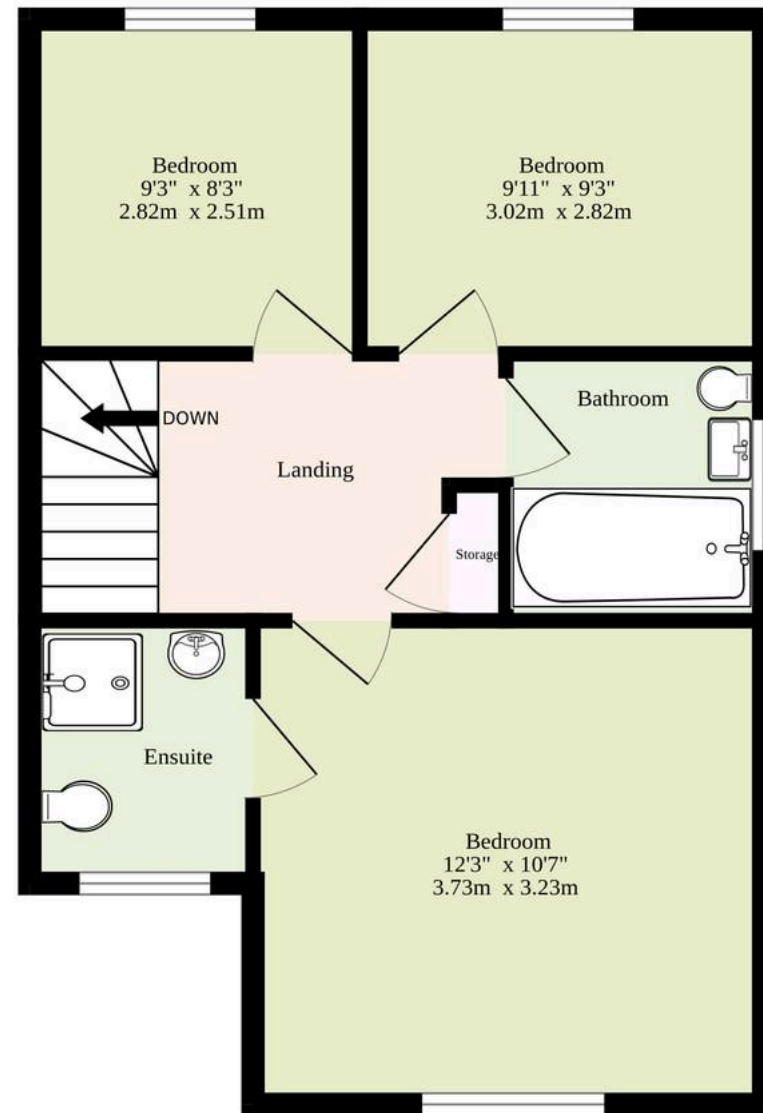 Bedroom
9'3" x 8'3"
2.82m x 2.51m
Bedroom
9'11" x 9'3"
3.02m x 2.82m
DOWN
Landing
Bathroom
Storage
Ensuite
Bedroom
12'3" x 10'7"
3.73m x 3.23m